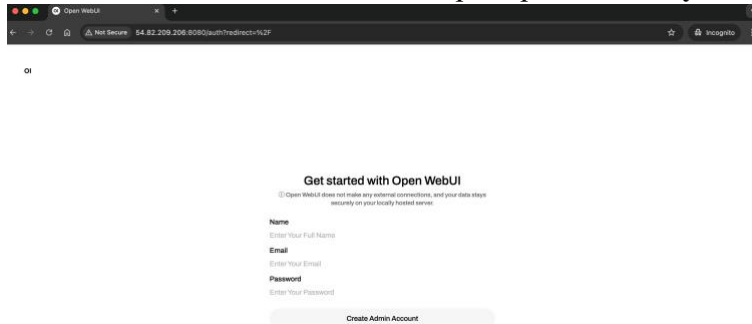 Open WebUI
Not Secure 54.82.209.206:8080/auth?redirect=%2F
Incognito
OI
Get started with Open WebUI
ⓘ Open WebUI does not make any external connections, and your data stays
securely on your locally hosted server.
Name
Enter Your Full Name
Email
Enter Your Email
Password
Enter Your Password
Create Admin Account